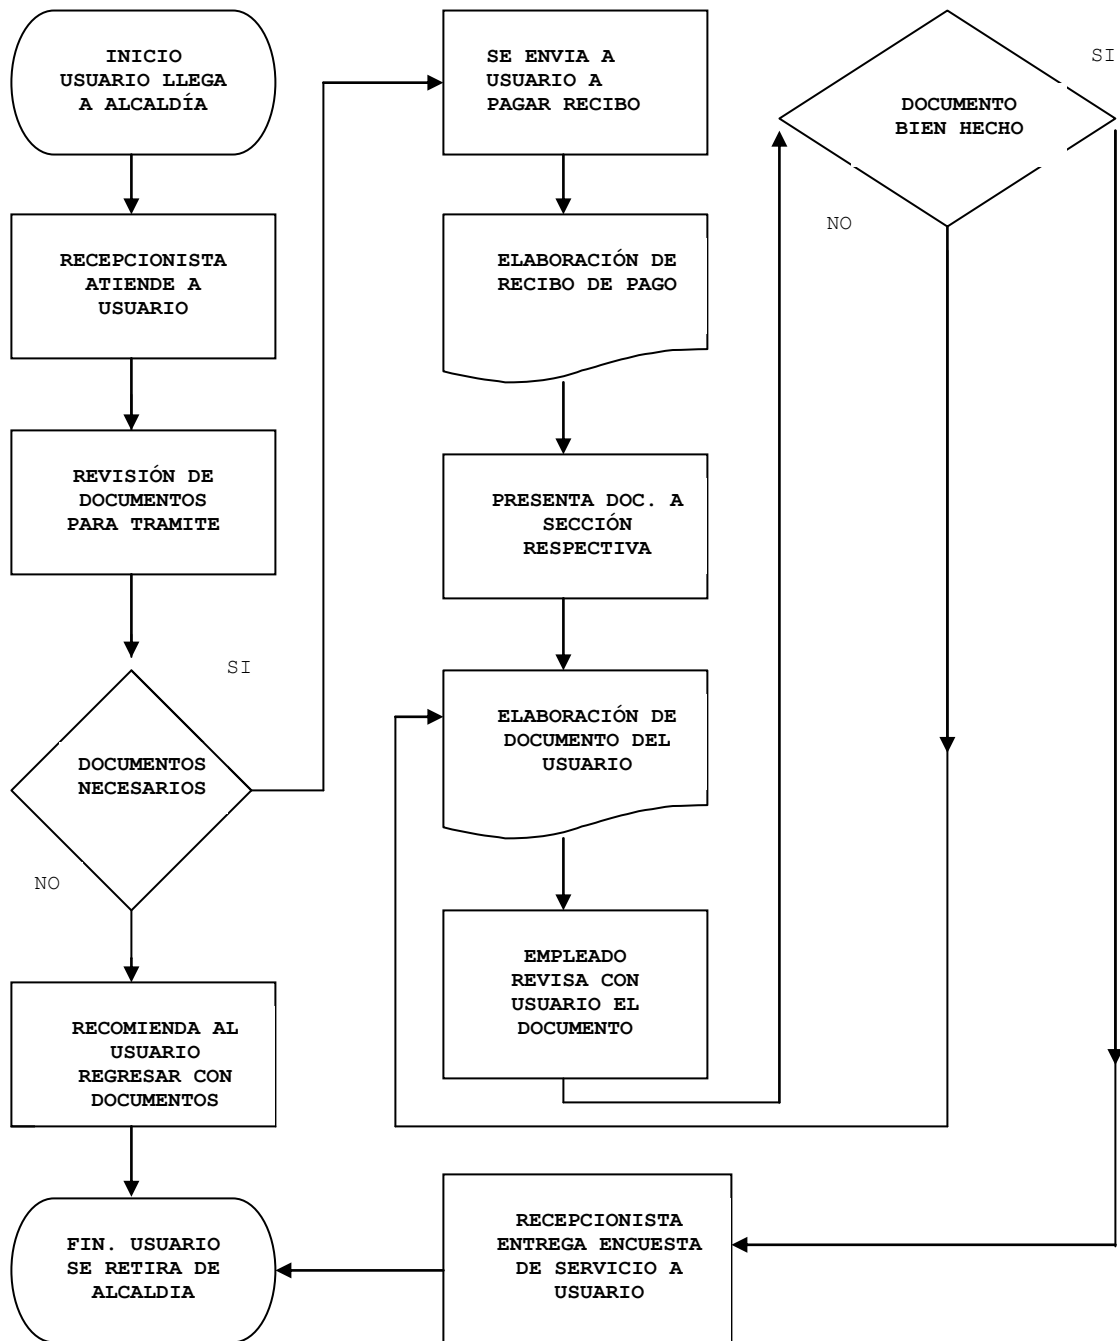 INICIO
USUARIO LLEGA
A ALCALDÍA
RECEPCIONISTA
ATIENDE A
USUARIO
REVISIÓN DE
DOCUMENTOS
PARA TRAMITE
SI
DOCUMENTOS
NECESARIOS
NO
RECOMIENDA AL
USUARIO
REGRESAR CON
DOCUMENTOS
FIN. USUARIO
SE RETIRA DE
ALCALDIA
SE ENVIA A
USUARIO A
PAGAR RECIBO
ELABORACIÓN DE
RECIBO DE PAGO
PRESENTA DOC. A
SECCIÓN
RESPECTIVA
ELABORACIÓN DE
DOCUMENTO DEL
USUARIO
EMPLEADO
REVISA CON
USUARIO EL
DOCUMENTO
RECEPCIONISTA
ENTREGA ENCUESTA
DE SERVICIO A
USUARIO
SI
DOCUMENTO
BIEN HECHO
NO